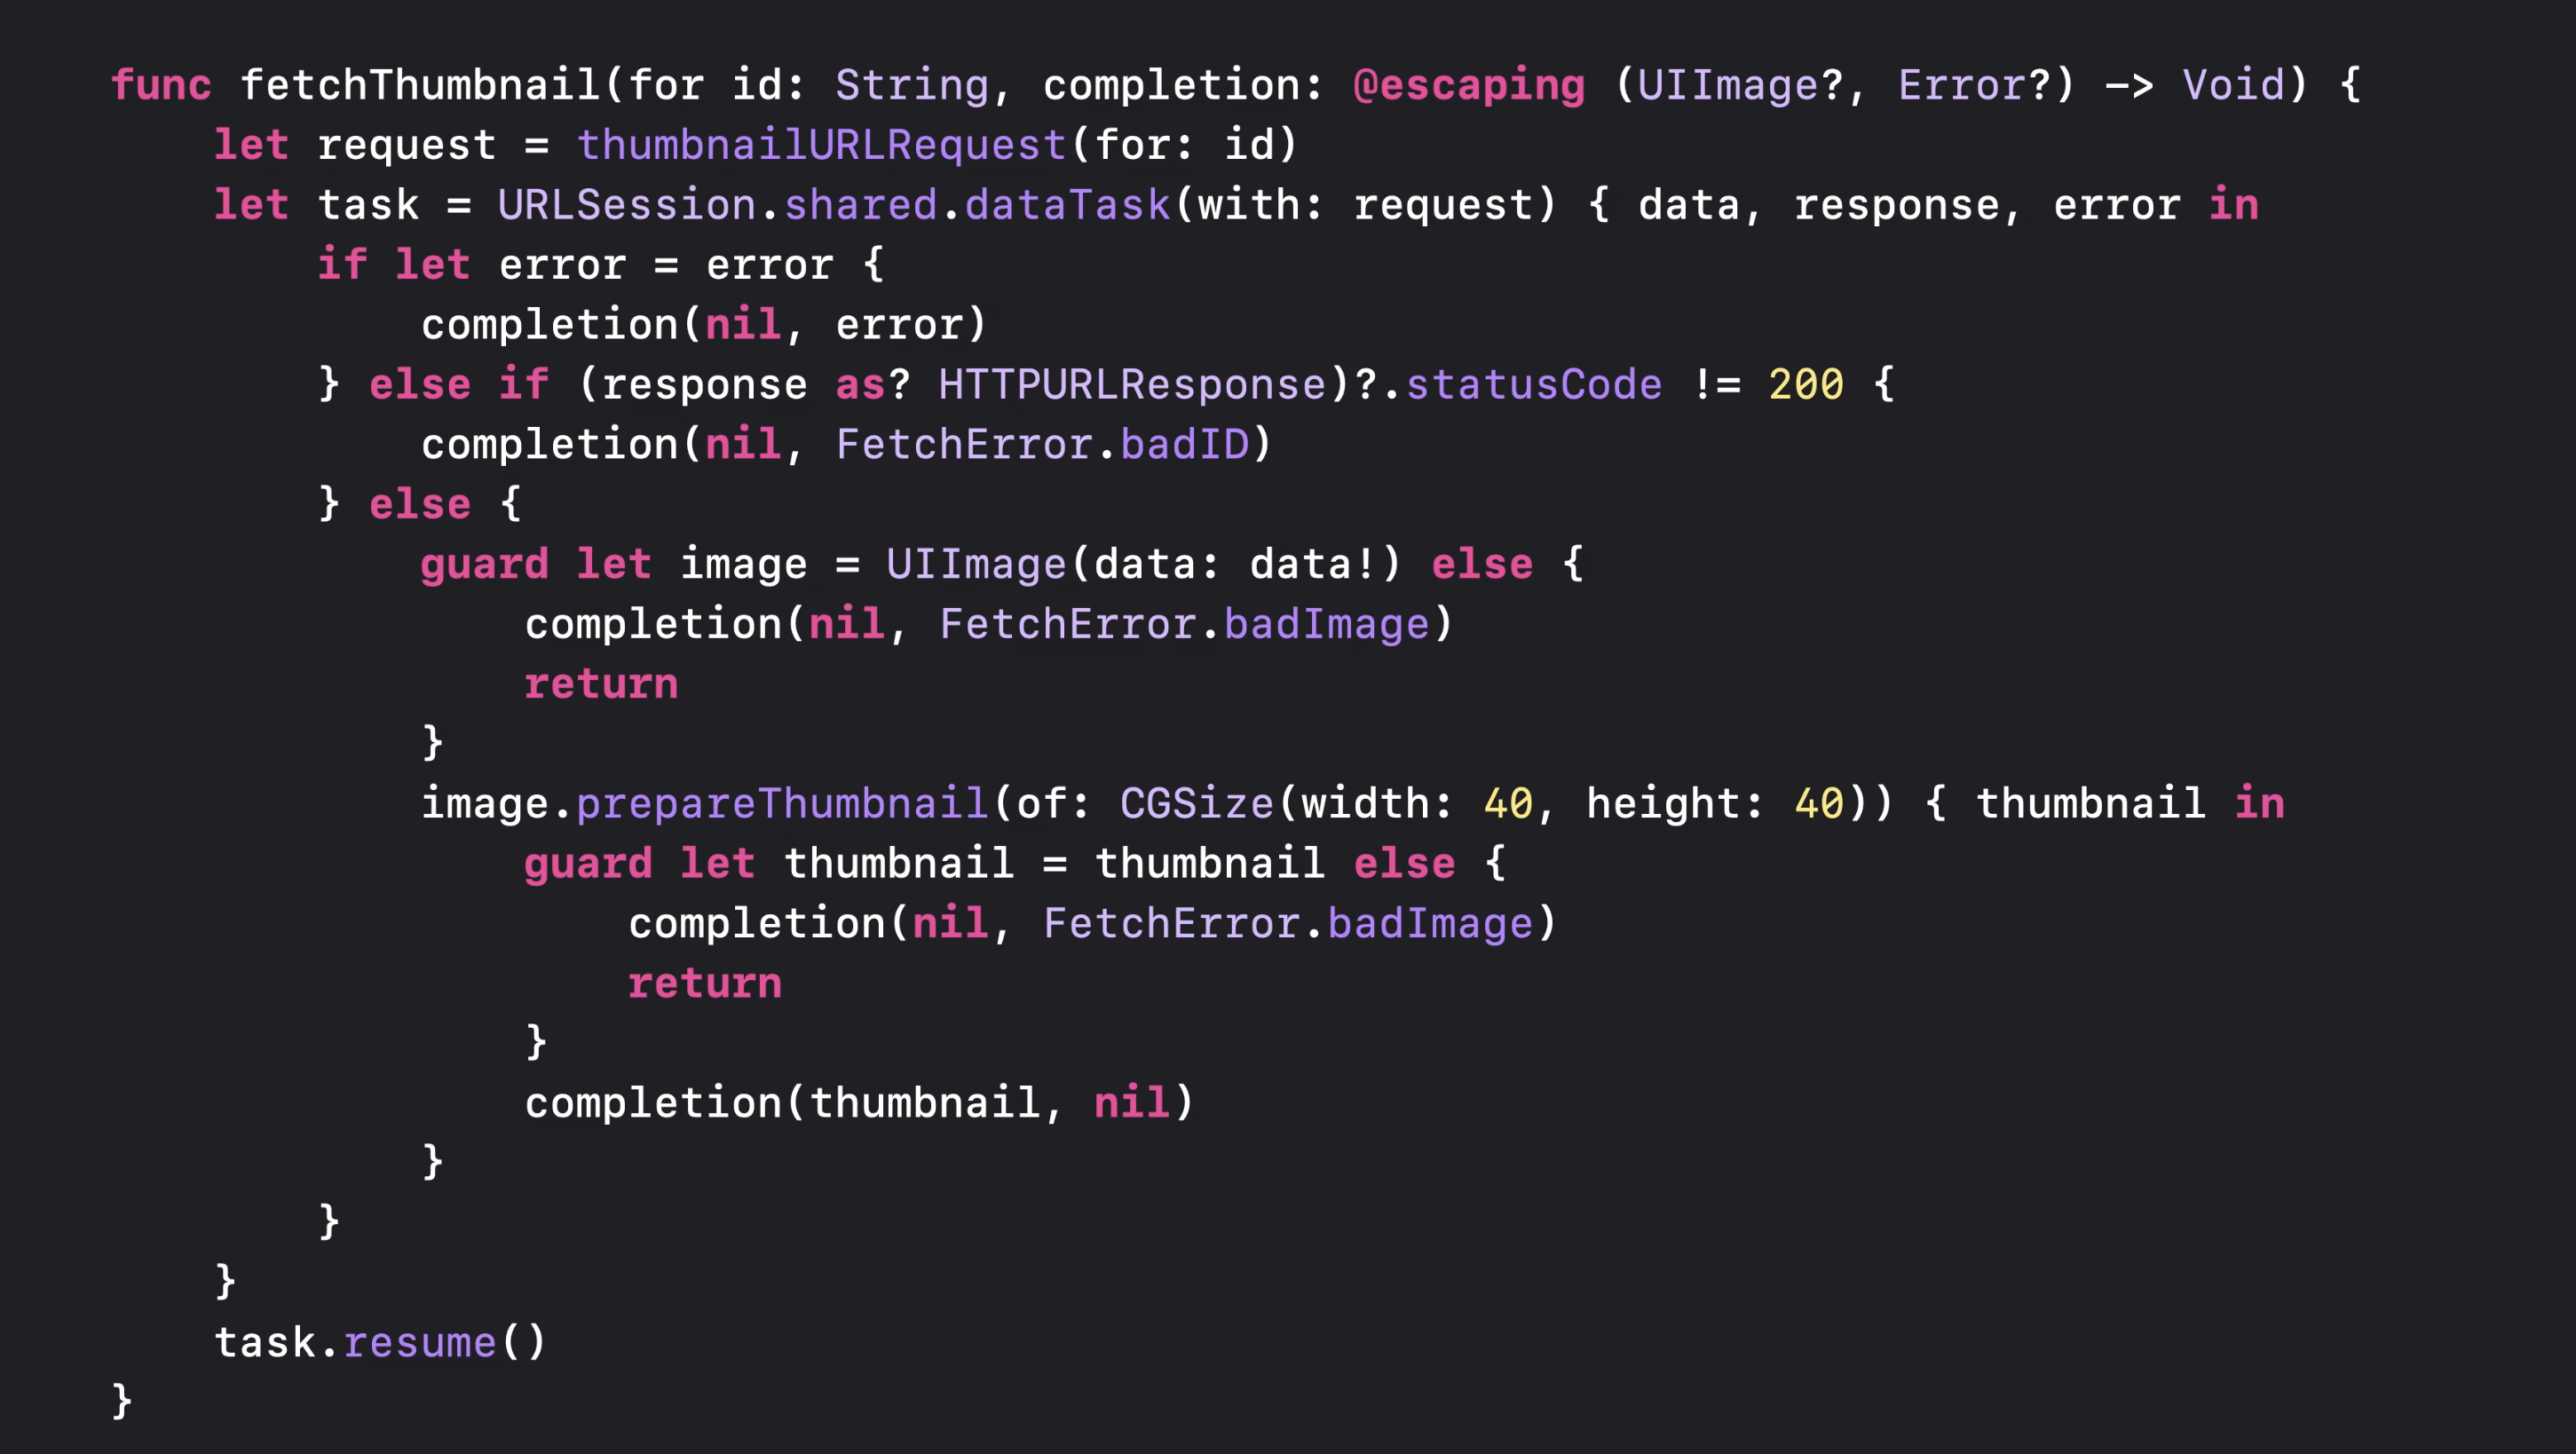 func fetchThumbnail(for id: String, completion: @escaping (UIImage?, Error?) -> Void) {
    let request = thumbnailURLRequest(for: id)
    let task = URLSession.shared.dataTask(with: request) { data, response, error in
        if let error = error {
            completion(nil, error)
        } else if (response as? HTTPURLResponse)?.statusCode != 200 {
            completion(nil, FetchError.badID)
        } else {
            guard let image = UIImage(data: data!) else {
                completion(nil, FetchError.badImage)
                return
            }
            image.prepareThumbnail(of: CGSize(width: 40, height: 40)) { thumbnail in
                guard let thumbnail = thumbnail else {
                    completion(nil, FetchError.badImage)
                    return
                }
                completion(thumbnail, nil)
            }
        }
    }
    task.resume()
}